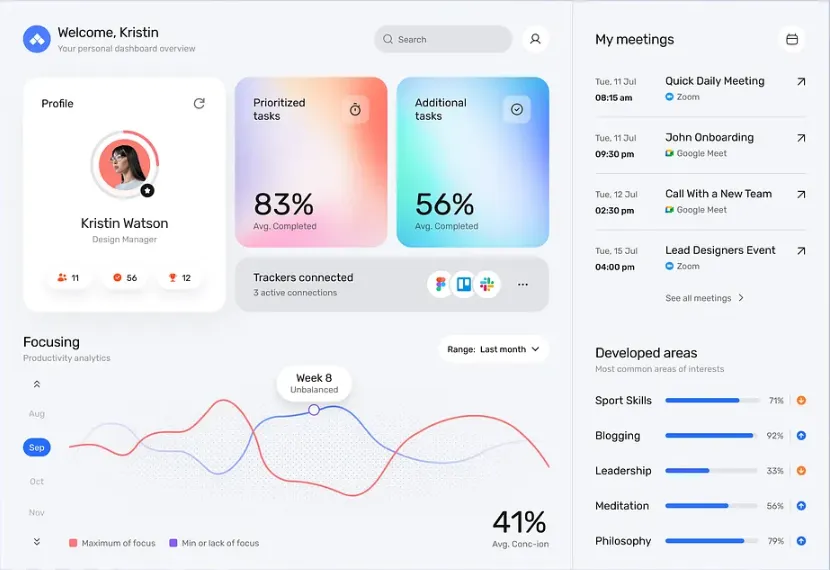 Welcome, Kristin
Your personal dashboard overview
Search
Profile
Kristin Watson
Design Manager
11
56
12
Prioritized
tasks
83%
Avg. Completed
Additional
tasks
56%
Avg. Completed
Trackers connected
3 active connections
Focusing
Productivity analytics
Range: Last month
Week 8
Unbalanced
Aug
Sep
Oct
Nov
Maximum of focus
Min or lack of focus
41%
Avg. Conc-ion
My meetings
Tue, 11 Jul
Quick Daily Meeting
08:15 am
Zoom
Tue, 11 Jul
John Onboarding
09:30 pm
Google Meet
Tue, 12 Jul
Call With a New Team
02:30 pm
Google Meet
Tue, 15 Jul
Lead Designers Event
04:00 pm
Zoom
See all meetings
Developed areas
Most common areas of interests
Sport Skills 71%
Blogging 92%
Leadership 33%
Meditation 56%
Philosophy 79%